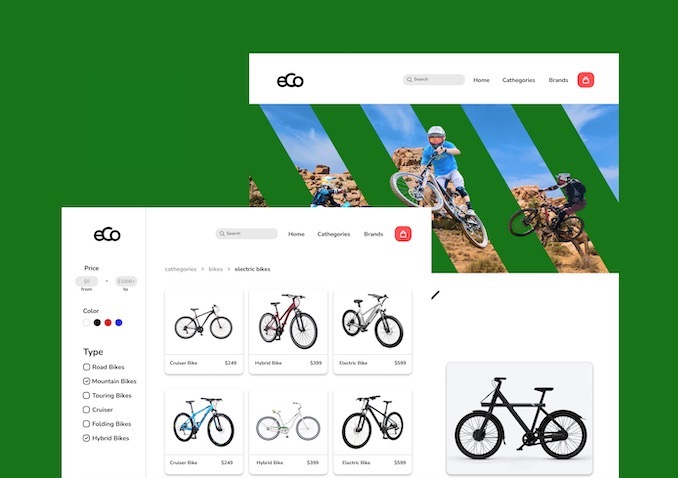 eCo
Search
Home
Cathegories
Brands
eCo
Search
Home
Cathegories
Brands
Price
$0
-
$1000+
from
to
Color
Type
Road Bikes
Mountain Bikes
Touring Bikes
Cruiser
Folding Bikes
Hybrid Bikes
cathegories > bikes > electric bikes
Cruiser Bike $249
Hybrid Bike $399
Electric Bike $599
Cruiser Bike $249
Hybrid Bike $399
Electric Bike $599